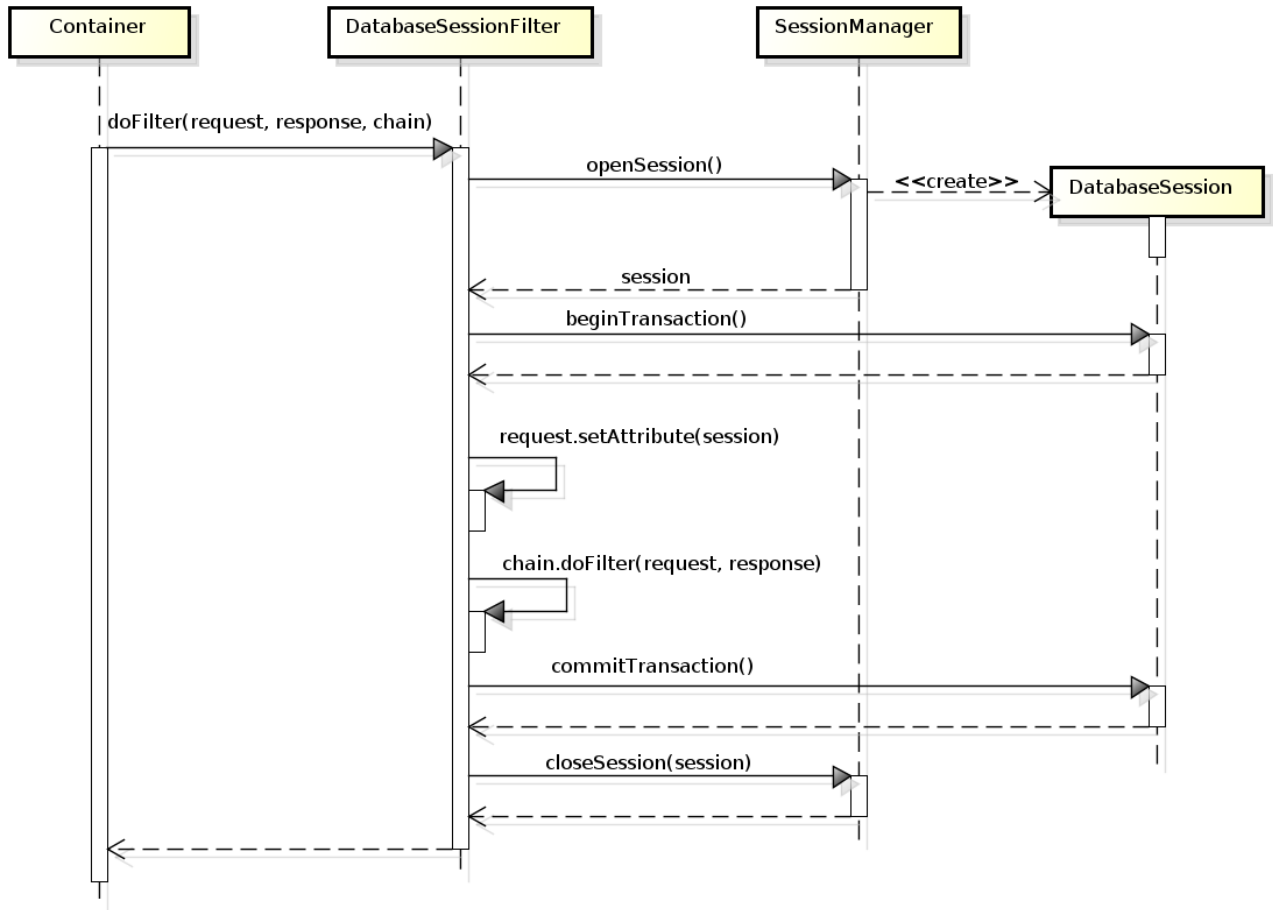 Container
DatabaseSessionFilter
SessionManager
doFilter(request, response, chain)
openSession()
<<create>>
DatabaseSession
session
beginTransaction()
request.setAttribute(session)
chain.doFilter(request, response)
commitTransaction()
closeSession(session)